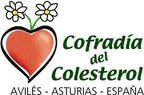 Cofradía
del
Colesterol
AVILÉS - ASTURIAS - ESPAÑA